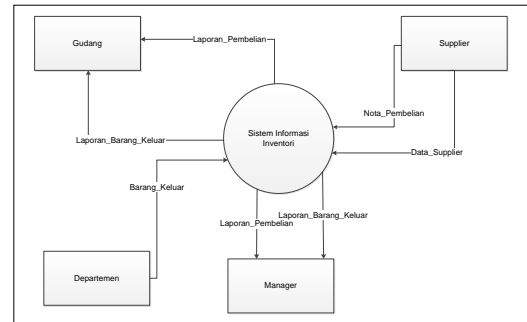 Gudang
Laporan_Pembelian
Supplier
Nota_Pembelian
Sistem Informasi
Inventori
Laporan_Barang_Keluar
Data_Supplier
Barang_Keluar
Laporan_Barang_Keluar
Laporan_Pembelian
Departemen
Manager